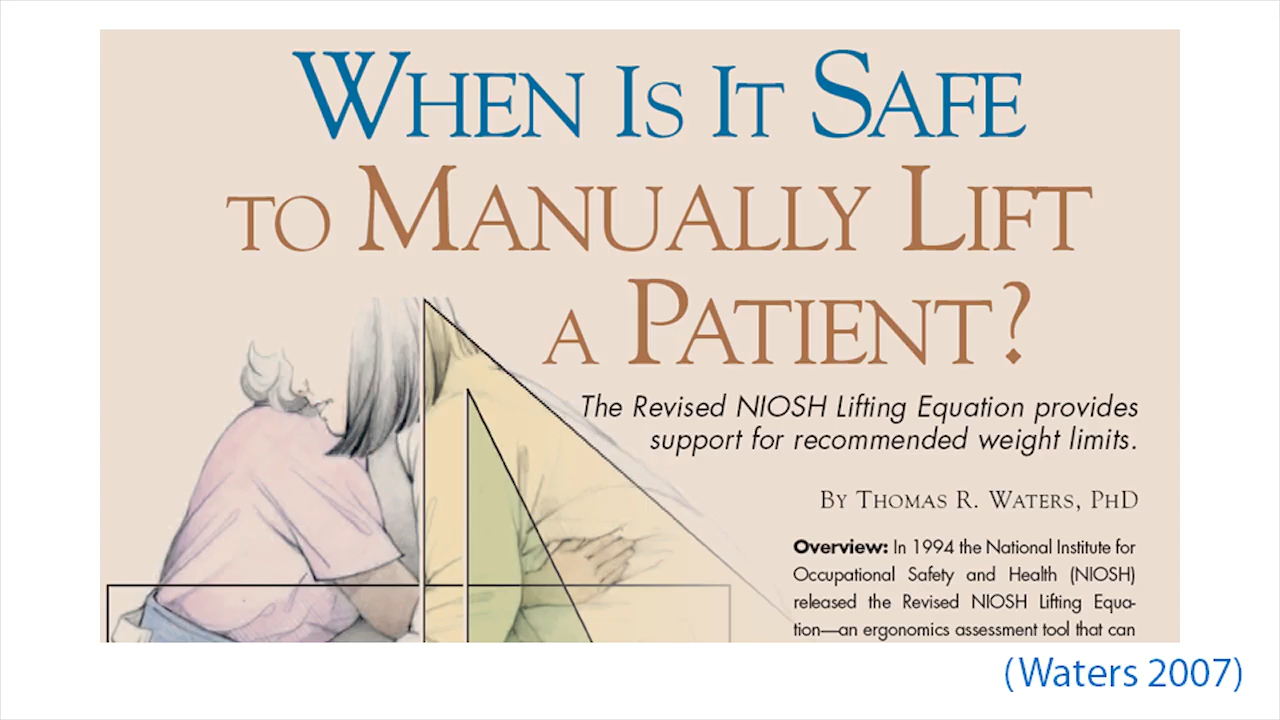 When Is It Safe
to Manually Lift
a Patient?
The Revised NIOSH Lifting Equation provides
support for recommended weight limits.
By Thomas R. Waters, PhD
Overview: In 1994 the National Institute for
Occupational Safety and Health (NIOSH)
released the Revised NIOSH Lifting Equa-
tion—an ergonomics assessment tool that can
(Waters 2007)